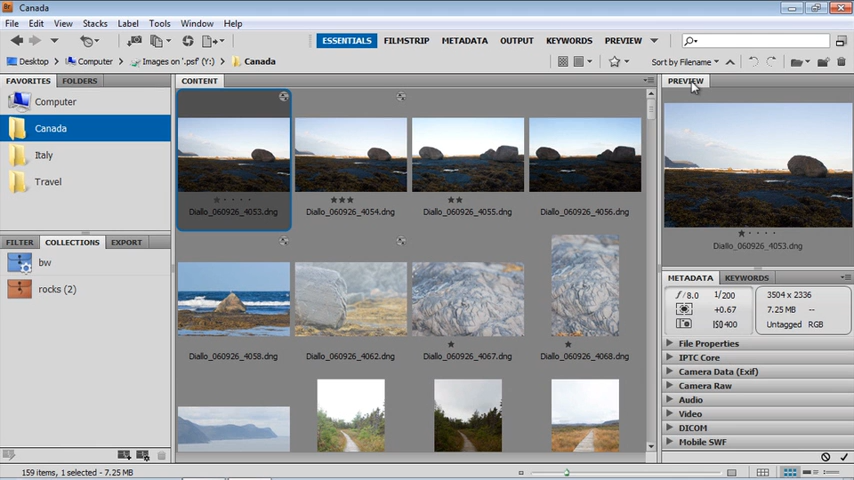 Br Canada
File Edit View Stacks Label Tools Window Help
ESSENTIALS FILMSTRIP METADATA OUTPUT KEYWORDS PREVIEW
Desktop Computer Images on '.psf' (Y:) Canada
Sort by Filename
FAVORITES FOLDERS
Computer
Canada
Italy
Travel
FILTER COLLECTIONS EXPORT
bw
rocks (2)
CONTENT
Diallo_060926_4053.dng Diallo_060926_4054.dng Diallo_060926_4055.dng Diallo_060926_4056.dng
Diallo_060926_4058.dng Diallo_060926_4062.dng Diallo_060926_4067.dng Diallo_060926_4068.dng
PREVIEW
Diallo_060926_4053.dng
METADATA KEYWORDS
f/8.0 1/200 3504 x 2336
+0.67 7.25 MB --
ISO400 Untagged RGB
File Properties
IPTC Core
Camera Data (Exif)
Camera Raw
Audio
Video
DICOM
Mobile SWF
159 items, 1 selected - 7.25 MB